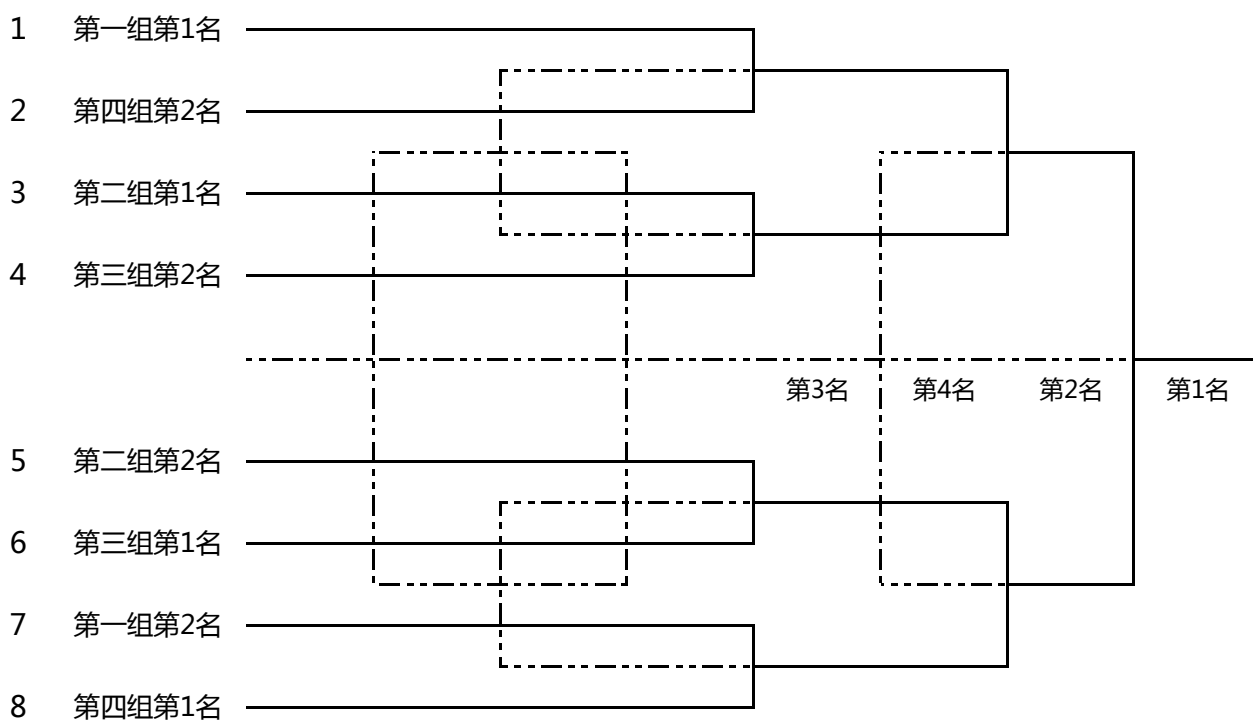 1 第一组第1名
2 第四组第2名
3 第二组第1名
4 第三组第2名
第3名 第4名 第2名 第1名
5 第二组第2名
6 第三组第1名
7 第一组第2名
8 第四组第1名